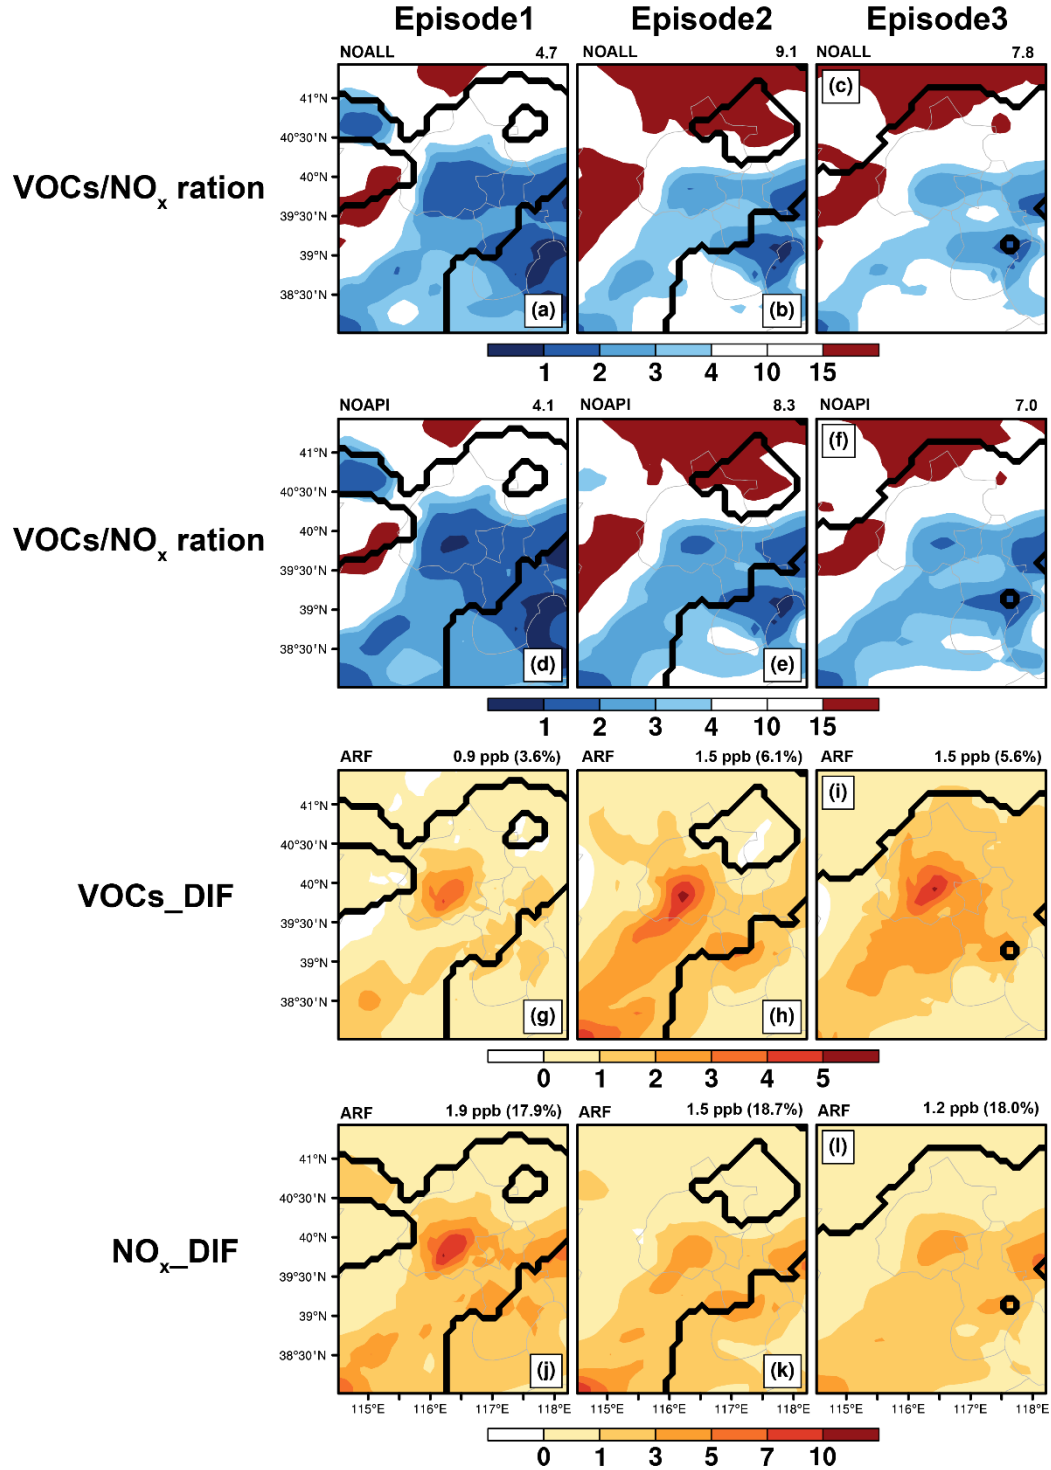 Episode1 Episode2 Episode3
NOALL 4.7 NOALL 9.1 NOALL 7.8
41°N
40°30'N
40°N
39°30'N
39°N
38°30'N
VOCs/NOx ration
(a) (b) (c)
1 2 3 4 10 15
NOAPI 4.1 NOAPI 8.3 NOAPI 7.0
41°N
40°30'N
40°N
39°30'N
39°N
38°30'N
VOCs/NOx ration
(d) (e) (f)
1 2 3 4 10 15
ARF 0.9 ppb (3.6%) ARF 1.5 ppb (6.1%) ARF 1.5 ppb (5.6%)
41°N
40°30'N
40°N
39°30'N
39°N
38°30'N
VOCs_DIF
(g) (h) (i)
0 1 2 3 4 5
ARF 1.9 ppb (17.9%) ARF 1.5 ppb (18.7%) ARF 1.2 ppb (18.0%)
41°N
40°30'N
40°N
39°30'N
39°N
38°30'N
NOx_DIF
(j) (k) (l)
115°E 116°E 117°E 118°E 115°E 116°E 117°E 118°E 115°E 116°E 117°E 118°E
0 1 3 5 7 10